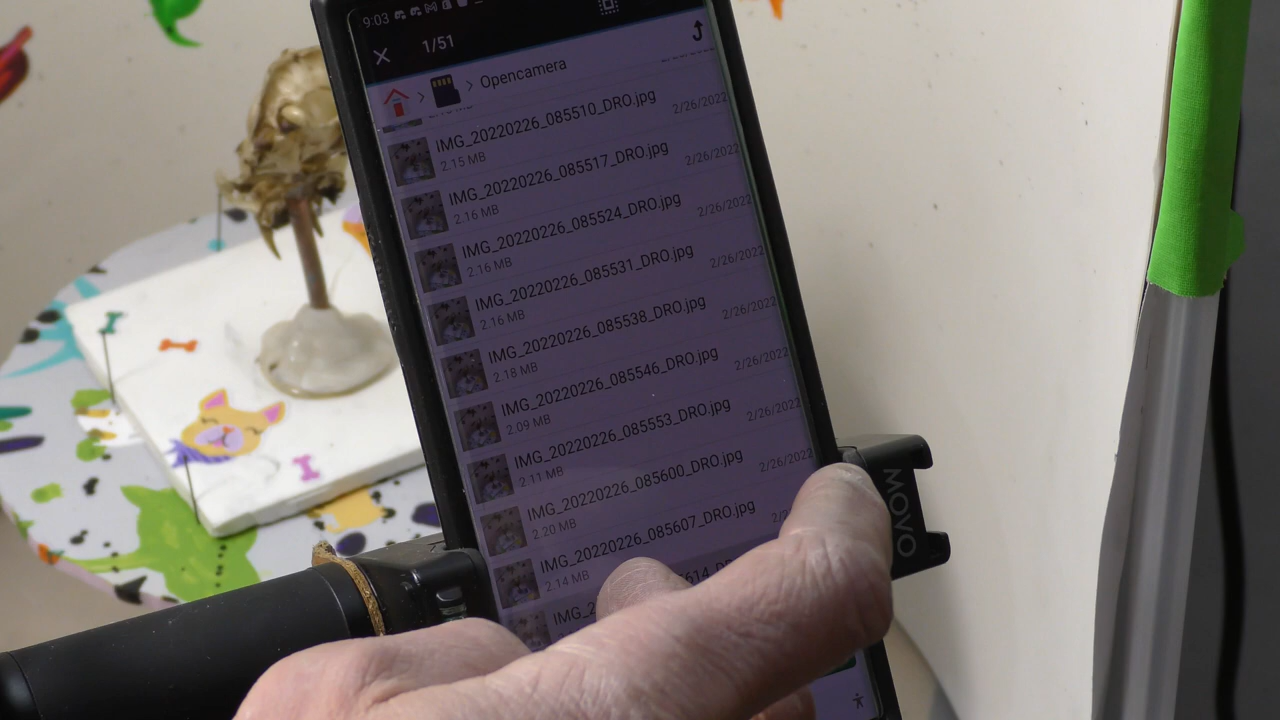 9:03
1/51
Opencamera
IMG_20220226_085510_DRO.jpg
2.15 MB 2/26/2022
IMG_20220226_085517_DRO.jpg
2.16 MB 2/26/2022
IMG_20220226_085524_DRO.jpg
2.16 MB 2/26/2022
IMG_20220226_085531_DRO.jpg
2.16 MB 2/26/2022
IMG_20220226_085538_DRO.jpg
2.18 MB 2/26/2022
IMG_20220226_085546_DRO.jpg
2.09 MB 2/26/2022
IMG_20220226_085553_DRO.jpg
2.11 MB 2/26/2022
IMG_20220226_085600_DRO.jpg
2.20 MB 2/26/2022
IMG_20220226_085607_DRO.jpg
2.14 MB
MOVO